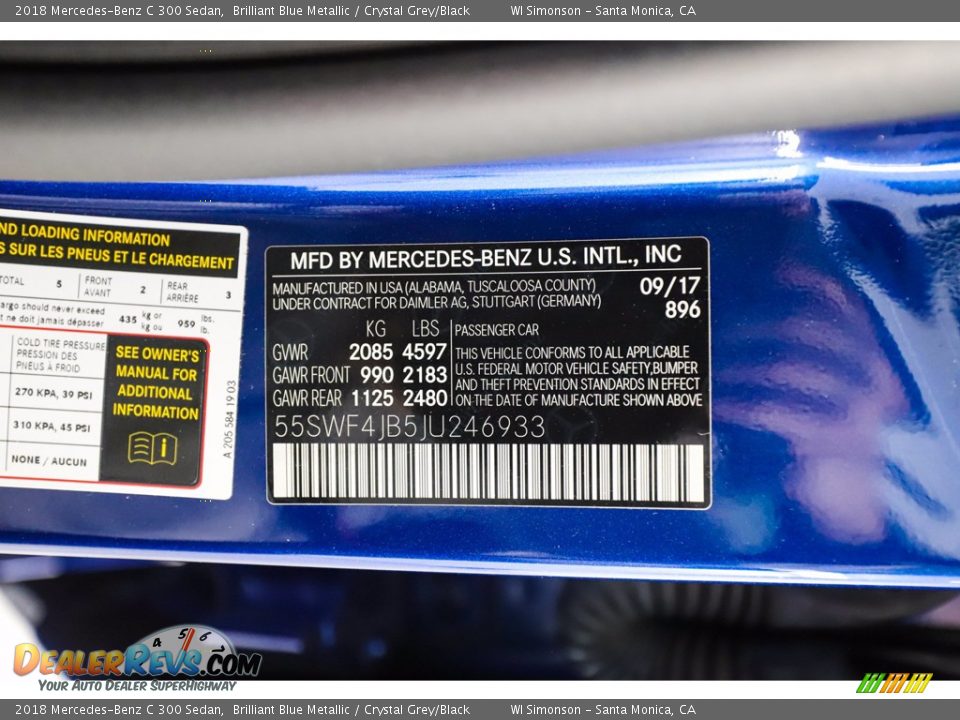 2018 Mercedes-Benz C 300 Sedan, Brilliant Blue Metallic / Crystal Grey/Black WI Simonson - Santa Monica, CA
ND LOADING INFORMATION
S SUR LES PNEUS ET LE CHARGEMENT
TOTAL 5 FRONT AVANT 2 REAR ARRIÈRE 3
argo should never exceed
t ne doit jamais dépasser 435 kg or kg ou 959 lbs. lb.
COLD TIRE PRESSURE
PRESSION DES
PNEUS À FROID
270 KPA, 39 PSI
310 KPA, 45 PSI
NONE / AUCUN
SEE OWNER'S
MANUAL FOR
ADDITIONAL
INFORMATION
A 205 584 19 03
MFD BY MERCEDES-BENZ U.S. INTL., INC
MANUFACTURED IN USA (ALABAMA, TUSCALOOSA COUNTY) 09/17
UNDER CONTRACT FOR DAIMLER AG, STUTTGART (GERMANY) 896
KG LBS
GVWR 2085 4597
GAWR FRONT 990 2183
GAWR REAR 1125 2480
PASSENGER CAR
THIS VEHICLE CONFORMS TO ALL APPLICABLE
U.S. FEDERAL MOTOR VEHICLE SAFETY,BUMPER
AND THEFT PREVENTION STANDARDS IN EFFECT
ON THE DATE OF MANUFACTURE SHOWN ABOVE
55SWF4JB5JU246933
4 5 6 7
DEALERREVS.COM
YOUR AUTO DEALER SUPERHIGHWAY
2018 Mercedes-Benz C 300 Sedan, Brilliant Blue Metallic / Crystal Grey/Black WI Simonson - Santa Monica, CA